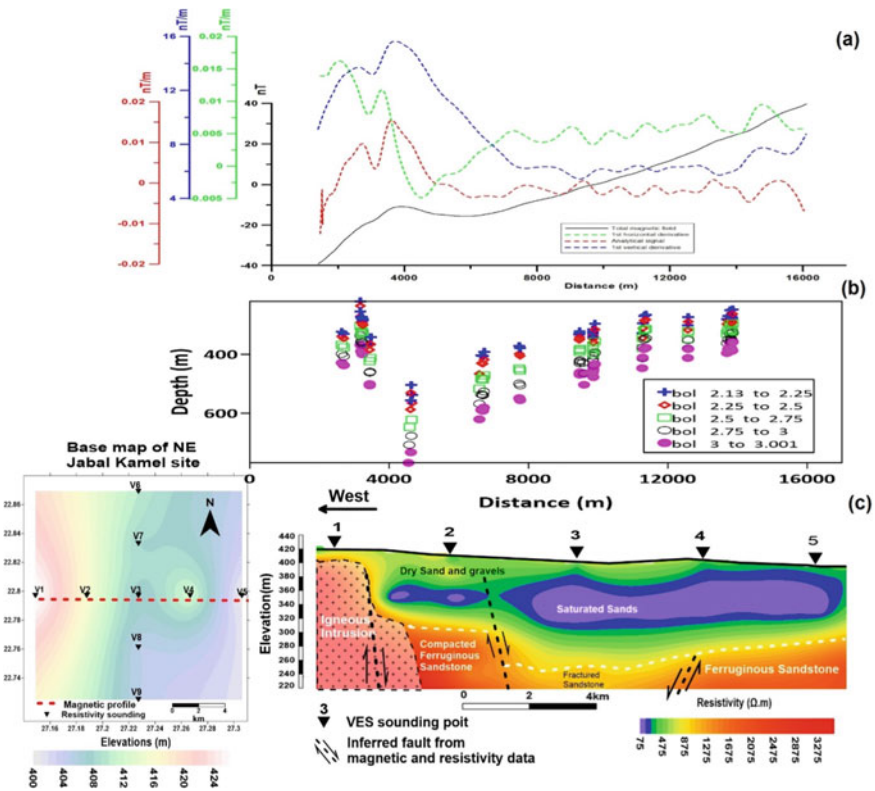 (a)
nT/m
nT/m
nT/m
nT
16
12
8
4
0.02
0.015
0.01
0.005
0
-0.005
0.02
0.01
0
-0.01
-0.02
40
20
0
-20
-40
Total magnetic field
1st horizontal derivative
Analytical signal
1st vertical derivative
0
4000
8000
12000
16000
Distance (m)
(b)
Depth (m)
400
600
bol 2.13 to 2.25
bol 2.25 to 2.5
bol 2.5 to 2.75
bol 2.75 to 3
bol 3 to 3.001
0
4000
8000
12000
16000
Distance (m)
Base map of NE
Jabal Kamel site
22.86
22.84
22.82
22.8
22.78
22.76
22.74
V6
N
V7
V1
V2
V3
V4
V5
V8
V9
27.16
27.18
27.2
27.22
27.24
27.26
27.28
27.3
Magnetic profile
Resistivity sounding
0
2
4
km
Elevations (m)
400
404
408
412
416
420
424
(c)
West
1
2
3
4
5
Elevation(m)
440
420
400
380
360
340
320
300
280
260
240
220
Dry Sand and gravels
Saturated Sands
Igneous
Intrusion
Compacted
Ferruginous
Sandstone
Fractured
Sandstone
Ferruginous Sandstone
0
2
4km
3
VES sounding poit
Inferred fault from
magnetic and resistivity data
Resistivity (Ω.m)
75
475
875
1275
1675
2075
2475
2875
3275